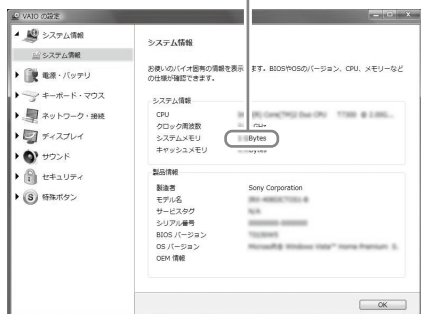 VAIO の設定
システム情報
システム情報
電源・バッテリ
キーボード・マウス
ネットワーク・接続
ディスプレイ
サウンド
セキュリティ
特殊ボタン
システム情報
お使いのバイオ固有の情報を表示 ます。BIOSやOSのバージョン、CPU、メモリーなど
の仕様が確認できます。
システム情報
CPU
クロック周波数 GHz
システムメモリ Bytes
キャッシュメモリ Bytes
製品情報
製造者 Sony Corporation
モデル名
サービスタグ N/A
シリアル番号
BIOS バージョン
OS バージョン
OEM 情報
OK